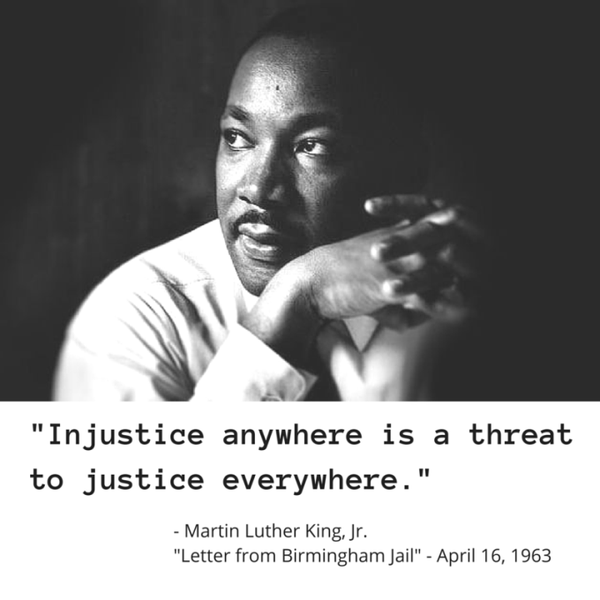 "Injustice anywhere is a threat
to justice everywhere."
- Martin Luther King, Jr.
"Letter from Birmingham Jail" - April 16, 1963